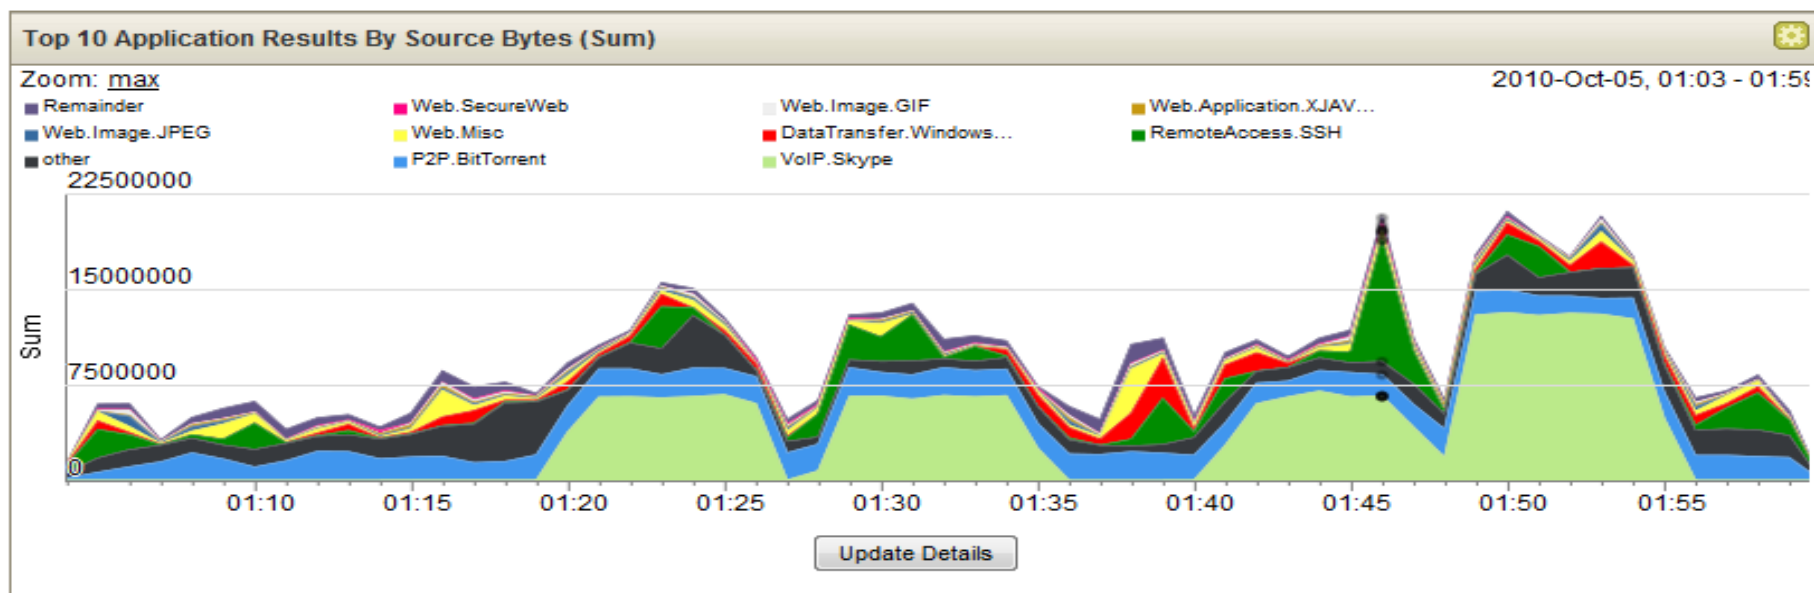 Top 10 Application Results By Source Bytes (Sum)
Zoom: max 2010-Oct-05, 01:03 - 01:59
Remainder Web.SecureWeb Web.Image.GIF Web.Application.XJAV...
Web.Image.JPEG Web.Misc DataTransfer.Windows... RemoteAccess.SSH
other P2P.BitTorrent VoIP.Skype
22500000
15000000
7500000
0
Sum
01:10 01:15 01:20 01:25 01:30 01:35 01:40 01:45 01:50 01:55
Update Details